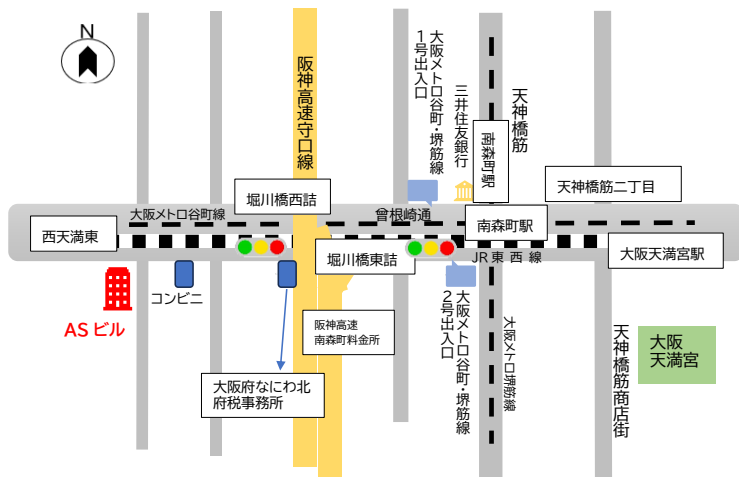 N
阪神高速守口線
大阪メトロ谷町・堺筋線
1号出入口
三井住友銀行
南森町駅
天神橋筋
堀川橋西詰
天神橋筋二丁目
大阪メトロ谷町線
曾根崎通
南森町駅
西天満東
堀川橋東詰
JR東西線
大阪天満宮駅
コンビニ
ASビル
阪神高速
南森町料金所
大阪メトロ谷町・堺筋線
2号出入口
大阪メトロ堺筋線
天神橋筋商店街
大阪
天満宮
大阪府なにわ北
府税事務所